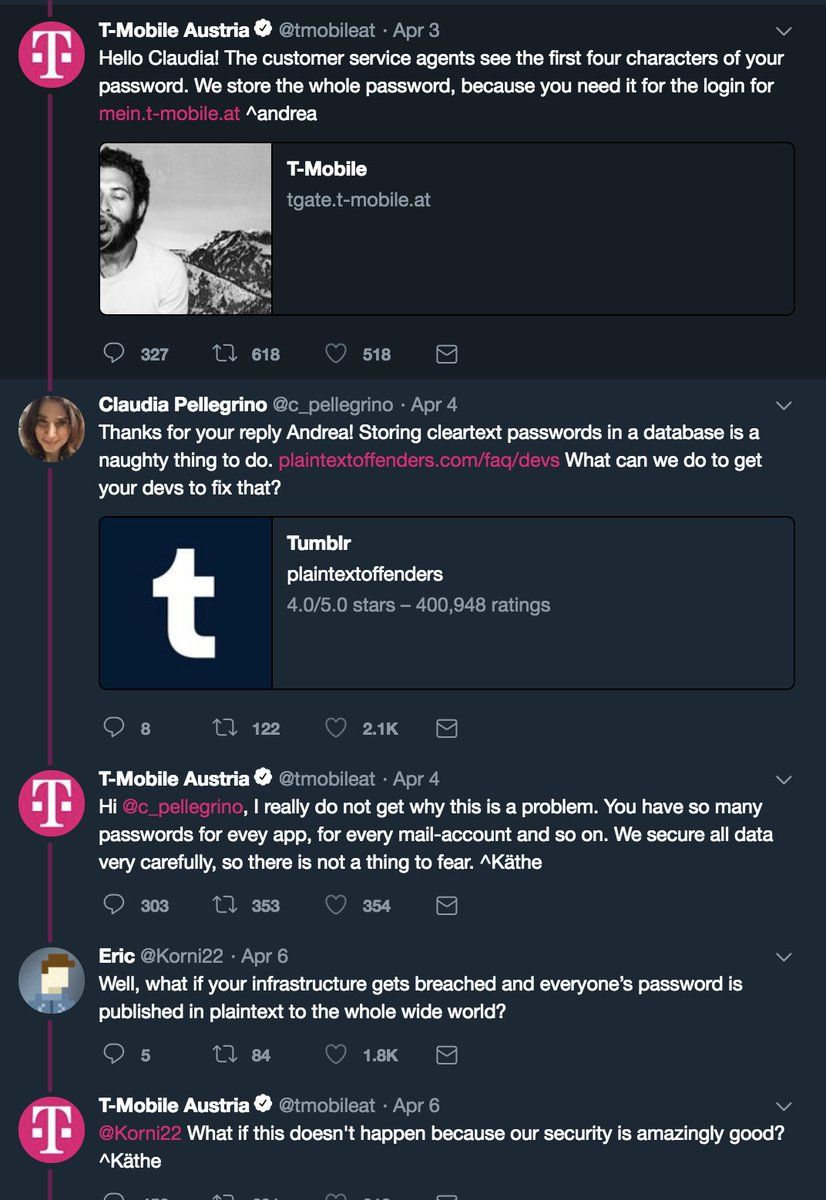 T-Mobile Austria @tmobileat · Apr 3
Hello Claudia! The customer service agents see the first four characters of your
password. We store the whole password, because you need it for the login for
mein.t-mobile.at ^andrea
T-Mobile
tgate.t-mobile.at
327 618 518
Claudia Pellegrino @c_pellegrino · Apr 4
Thanks for your reply Andrea! Storing cleartext passwords in a database is a
naughty thing to do. plaintextoffenders.com/faq/devs What can we do to get
your devs to fix that?
t
Tumblr
plaintextoffenders
4.0/5.0 stars – 400,948 ratings
8 122 2.1K
T-Mobile Austria @tmobileat · Apr 4
Hi @c_pellegrino, I really do not get why this is a problem. You have so many
passwords for evey app, for every mail-account and so on. We secure all data
very carefully, so there is not a thing to fear. ^Käthe
303 353 354
Eric @Korni22 · Apr 6
Well, what if your infrastructure gets breached and everyone's password is
published in plaintext to the whole wide world?
5 84 1.8K
T-Mobile Austria @tmobileat · Apr 6
@Korni22 What if this doesn't happen because our security is amazingly good?
^Käthe